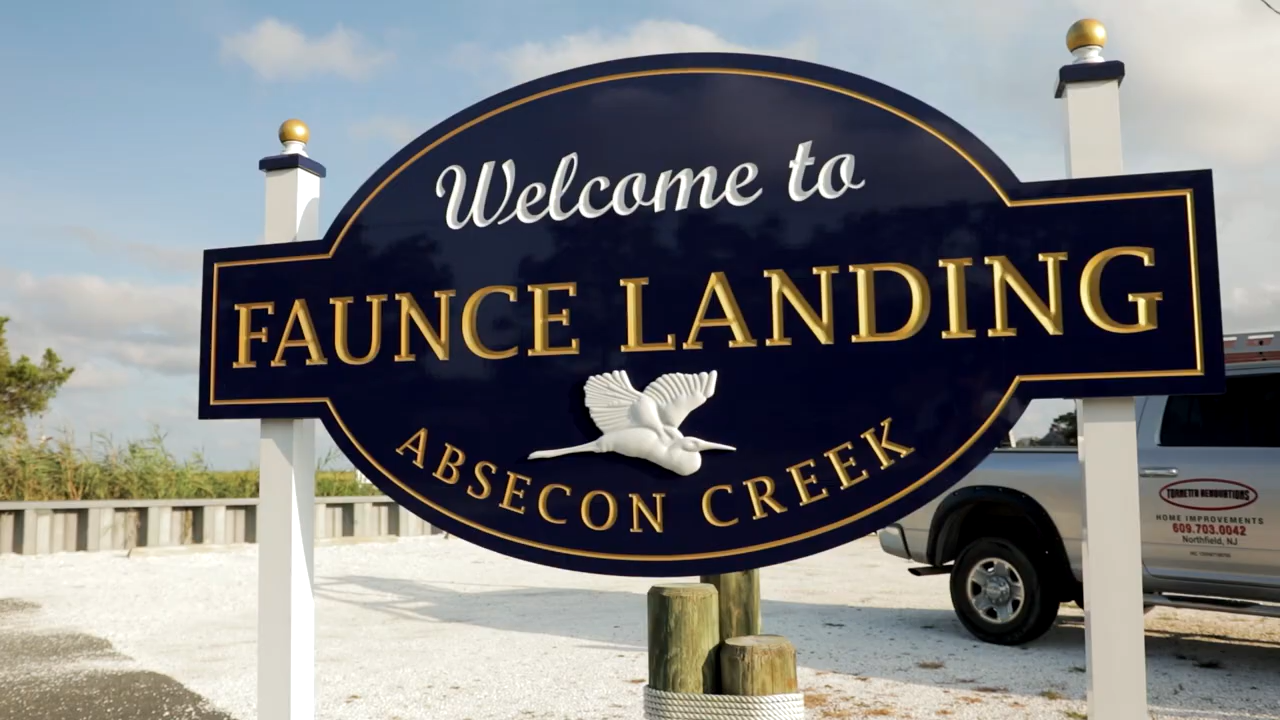 Welcome to
FAUNCE LANDING
ABSECON CREEK
HOME IMPROVEMENTS
609.703.0042
Northfield, NJ